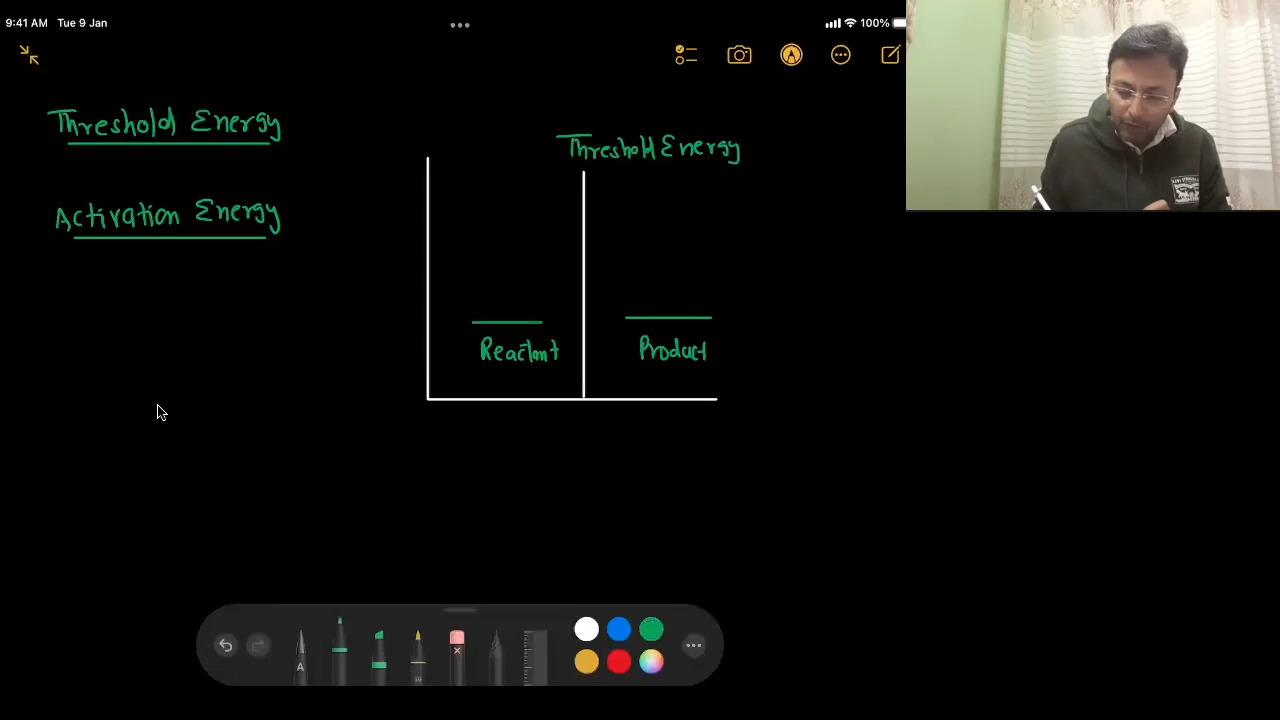 9:41 AM Tue 9 Jan
100%
Threshold Energy
Threshold Energy
Activation Energy
Reactant
Product
A